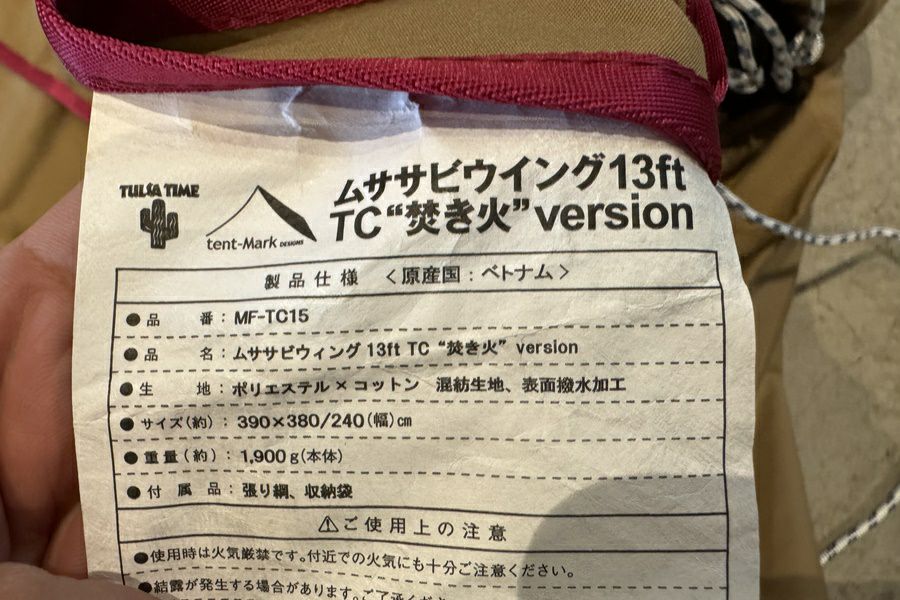 TULSA TIME
tent-Mark DESIGNS
ムササビウイング13ft
TC“焚き火”version
製品仕様 〈原産国：ベトナム〉
●品番：MF-TC15
●品名：ムササビウィング 13ft TC “焚き火” version
●生地：ポリエステル×コットン 混紡生地、表面撥水加工
●サイズ(約)：390×380/240(幅)㎝
●重量(約)：1,900g(本体)
●付属品：張り綱、収納袋
⚠ご使用上の注意
●使用時は火気厳禁です。付近での火気にも十分ご注意ください。
●結露が発生する場合があります。ご了承くださ